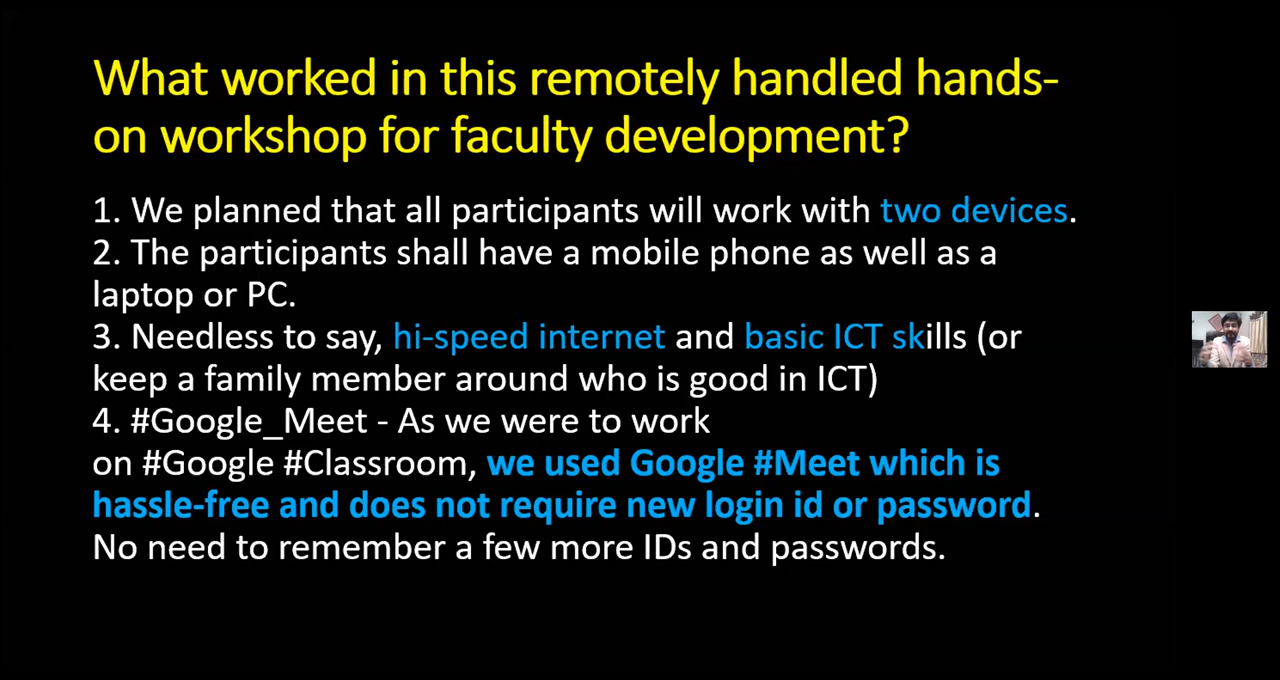 What worked in this remotely handled hands-
on workshop for faculty development?
1. We planned that all participants will work with two devices.
2. The participants shall have a mobile phone as well as a
laptop or PC.
3. Needless to say, hi-speed internet and basic ICT skills (or
keep a family member around who is good in ICT)
4. #Google_Meet - As we were to work
on #Google #Classroom, we used Google #Meet which is
hassle-free and does not require new login id or password.
No need to remember a few more IDs and passwords.